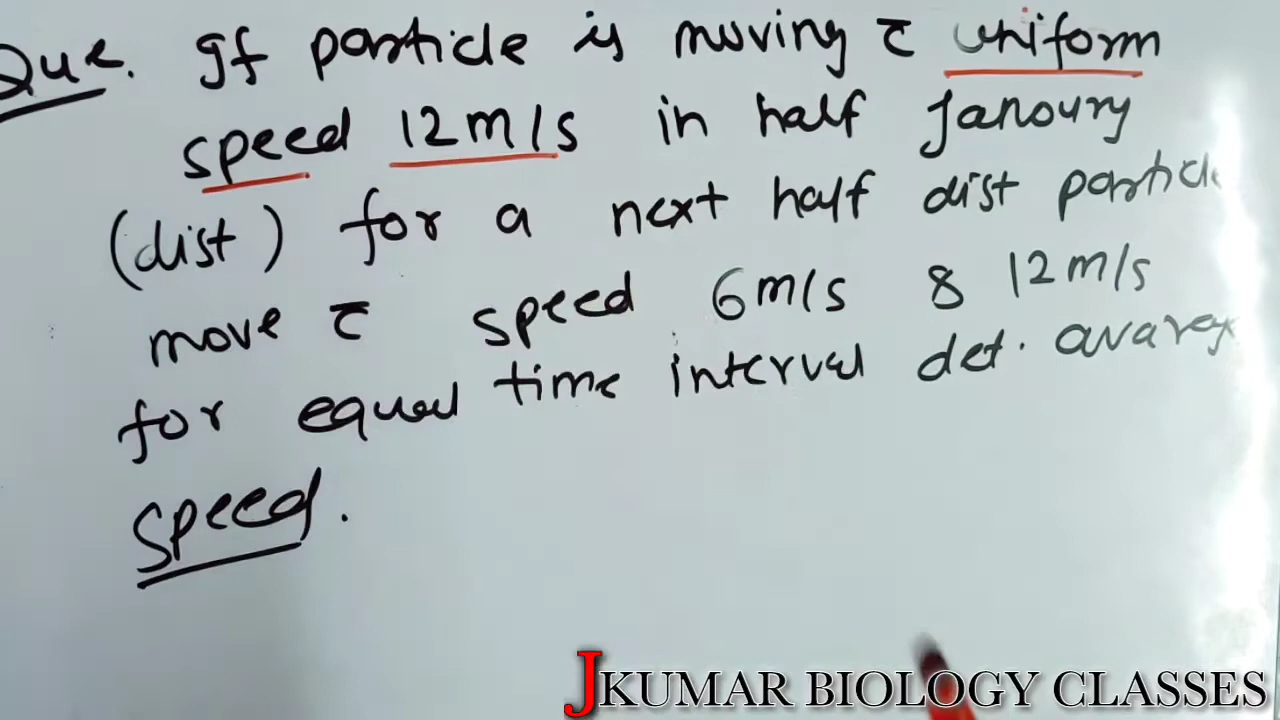 Que. If particle is moving c̄ uniform
speed 12m/s in half Janoury
(dist) for a next half dist particle
move c̄ speed 6m/s & 12m/s
for equal time interval det. avarage
speed.
JKUMAR BIOLOGY CLASSES